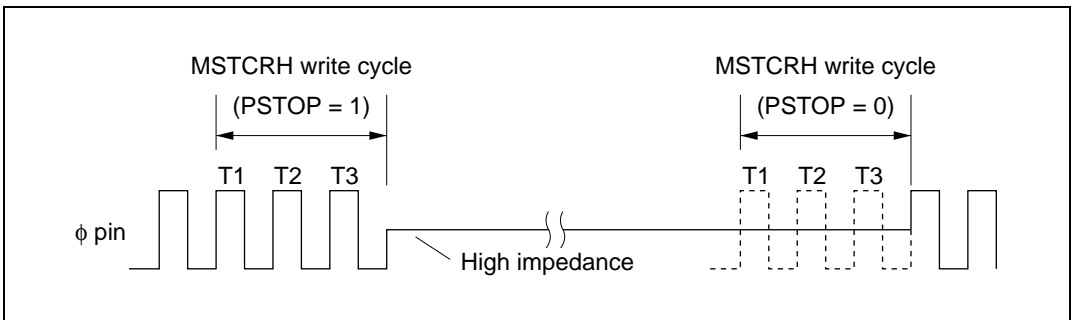 MSTCRH write cycle MSTCRH write cycle
(PSTOP = 1) (PSTOP = 0)
T1 T2 T3 T1 T2 T3
φ pin
High impedance